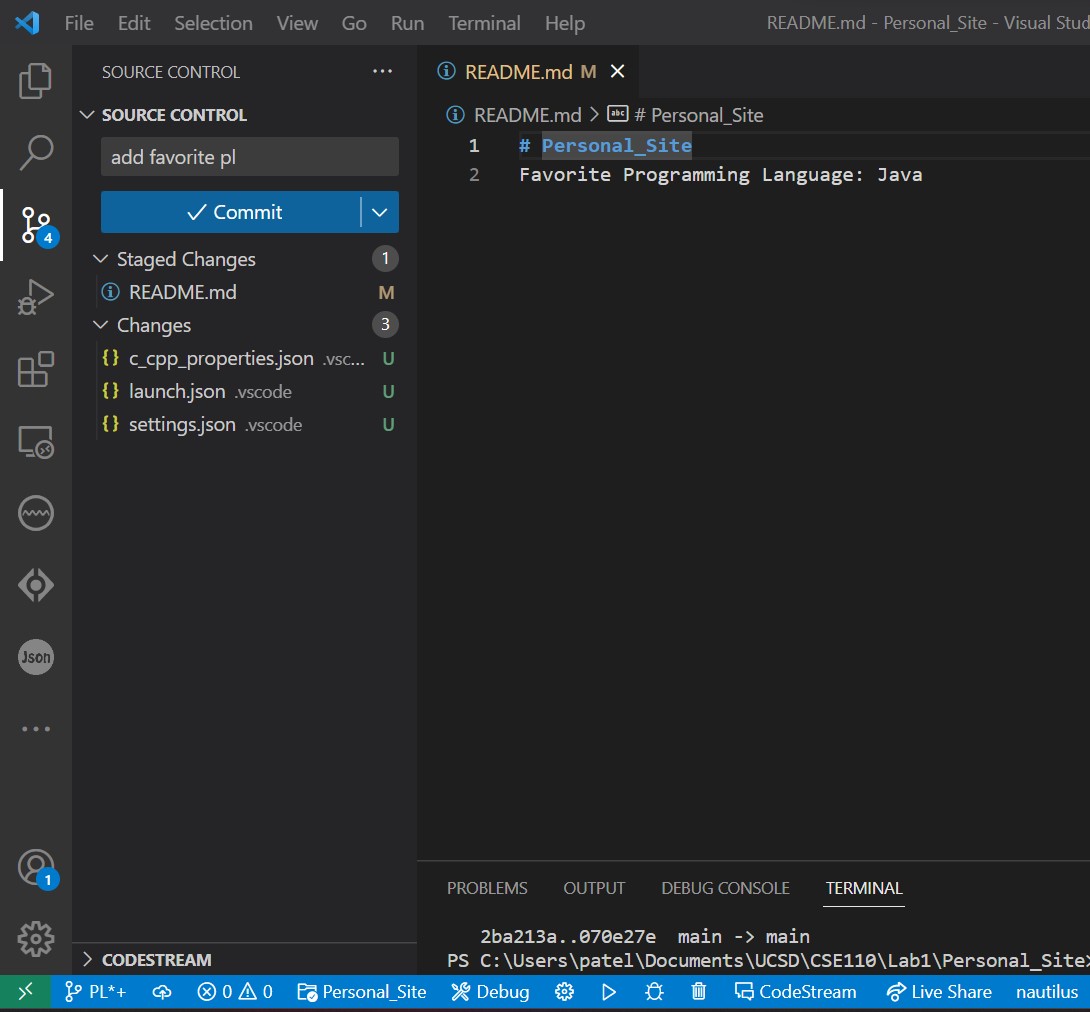 File Edit Selection View Go Run Terminal Help README.md - Personal_Site - Visual Stud
SOURCE CONTROL ...
SOURCE CONTROL
add favorite pl
Commit
Staged Changes 1
README.md M
Changes 3
c_cpp_properties.json .vsc... U
launch.json .vscode U
settings.json .vscode U
4
Json
1
CODESTREAM
README.md M
README.md > # Personal_Site
1 # Personal_Site
2 Favorite Programming Language: Java
PROBLEMS OUTPUT DEBUG CONSOLE TERMINAL
2ba213a..070e27e main -> main
PS C:\Users\patel\Documents\UCSD\CSE110\Lab1\Personal_Site>
PL*+ 0 0 Personal_Site Debug CodeStream Live Share nautilus